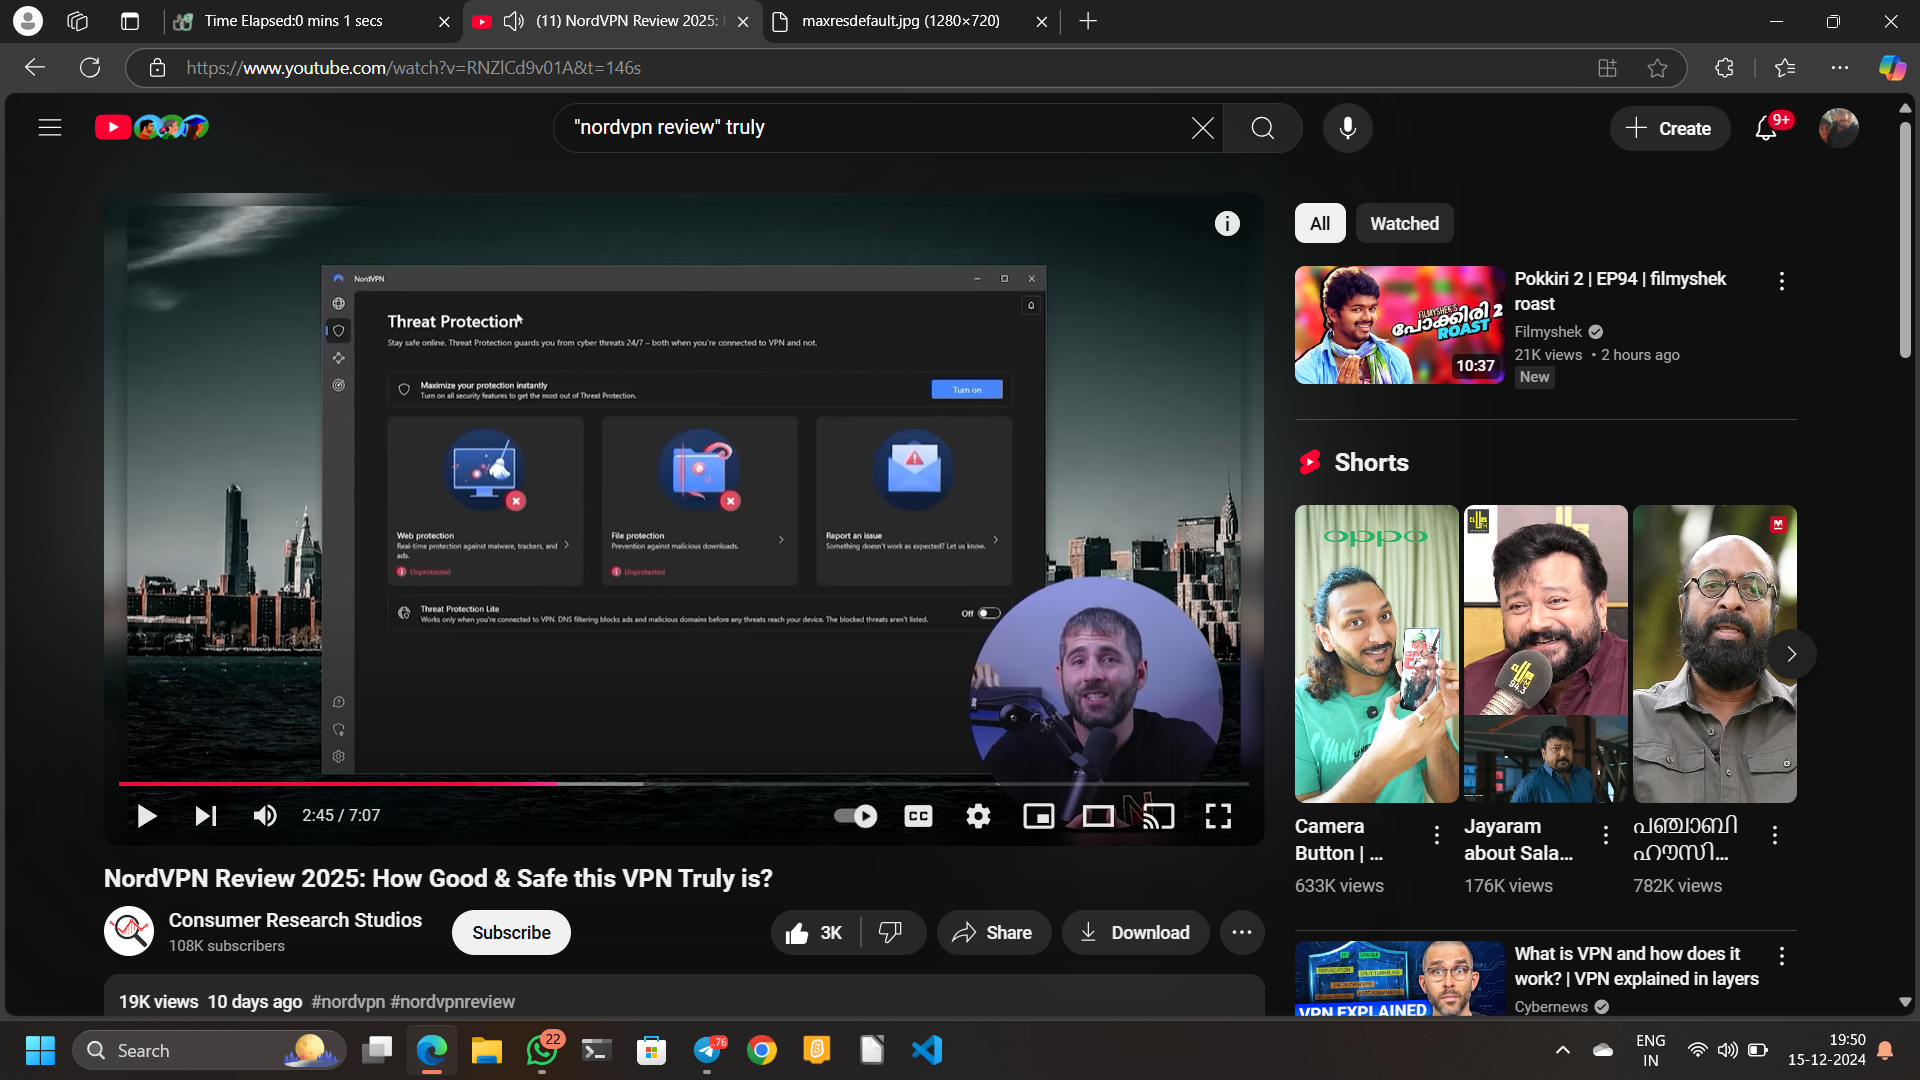 Time Elapsed:0 mins 1 secs
(11) NordVPN Review 2025:
maxresdefault.jpg (1280×720)
https://www.youtube.com/watch?v=RNZlCd9v01A&t=146s
"nordvpn review" truly
Create
9+
NordVPN
Threat Protection
Stay safe online. Threat Protection guards you from cyber threats 24/7 – both when you're connected to VPN and not.
Maximize your protection instantly
Turn on all security features to get the most out of Threat Protection.
Turn on
Web protection
Real-time protection against malware, trackers, and
ads.
Unprotected
File protection
Prevention against malicious downloads.
Unprotected
Report an issue
Something doesn't work as expected? Let us know.
Threat Protection Lite
Works only when you're connected to VPN. DNS filtering blocks ads and malicious domains before any threats reach your device. The blocked threats aren't listed.
Off
2:45 / 7:07
CC
NordVPN Review 2025: How Good & Safe this VPN Truly is?
Consumer Research Studios
108K subscribers
Subscribe
3K
Share
Download
19K views 10 days ago #nordvpn #nordvpnreview
All
Watched
FILMYSHEK'S
പോക്കിരി 2
ROAST
10:37
Pokkiri 2 | EP94 | filmyshek
roast
Filmyshek
21K views • 2 hours ago
New
Shorts
oppo
94.3
Camera
Button | ...
633K views
Jayaram
about Sala...
176K views
പഞ്ചാബി
ഹൗസി...
782K views
VPN EXPLAINED
What is VPN and how does it
work? | VPN explained in layers
Cybernews
Search
22
76
ENG
IN
19:50
15-12-2024